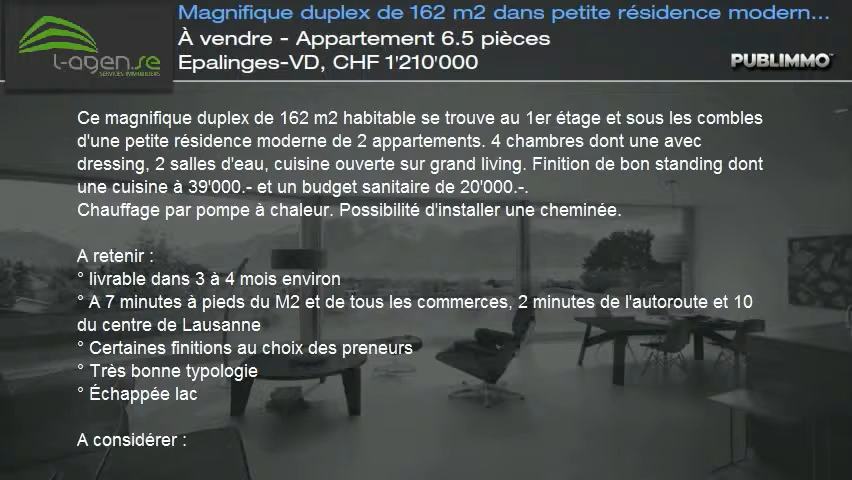 Magnifique duplex de 162 m2 dans petite résidence modern...
À vendre - Appartement 6.5 pièces
Epalinges-VD, CHF 1'210'000
L-agen.se
SERVICES IMMOBILIERS
PUBLIMMO
Ce magnifique duplex de 162 m2 habitable se trouve au 1er étage et sous les combles
d'une petite résidence moderne de 2 appartements. 4 chambres dont une avec
dressing, 2 salles d'eau, cuisine ouverte sur grand living. Finition de bon standing dont
une cuisine à 39'000.- et un budget sanitaire de 20'000.-.
Chauffage par pompe à chaleur. Possibilité d'installer une cheminée.
A retenir :
° livrable dans 3 à 4 mois environ
° A 7 minutes à pieds du M2 et de tous les commerces, 2 minutes de l'autoroute et 10
du centre de Lausanne
° Certaines finitions au choix des preneurs
° Très bonne typologie
° Échappée lac
A considérer :